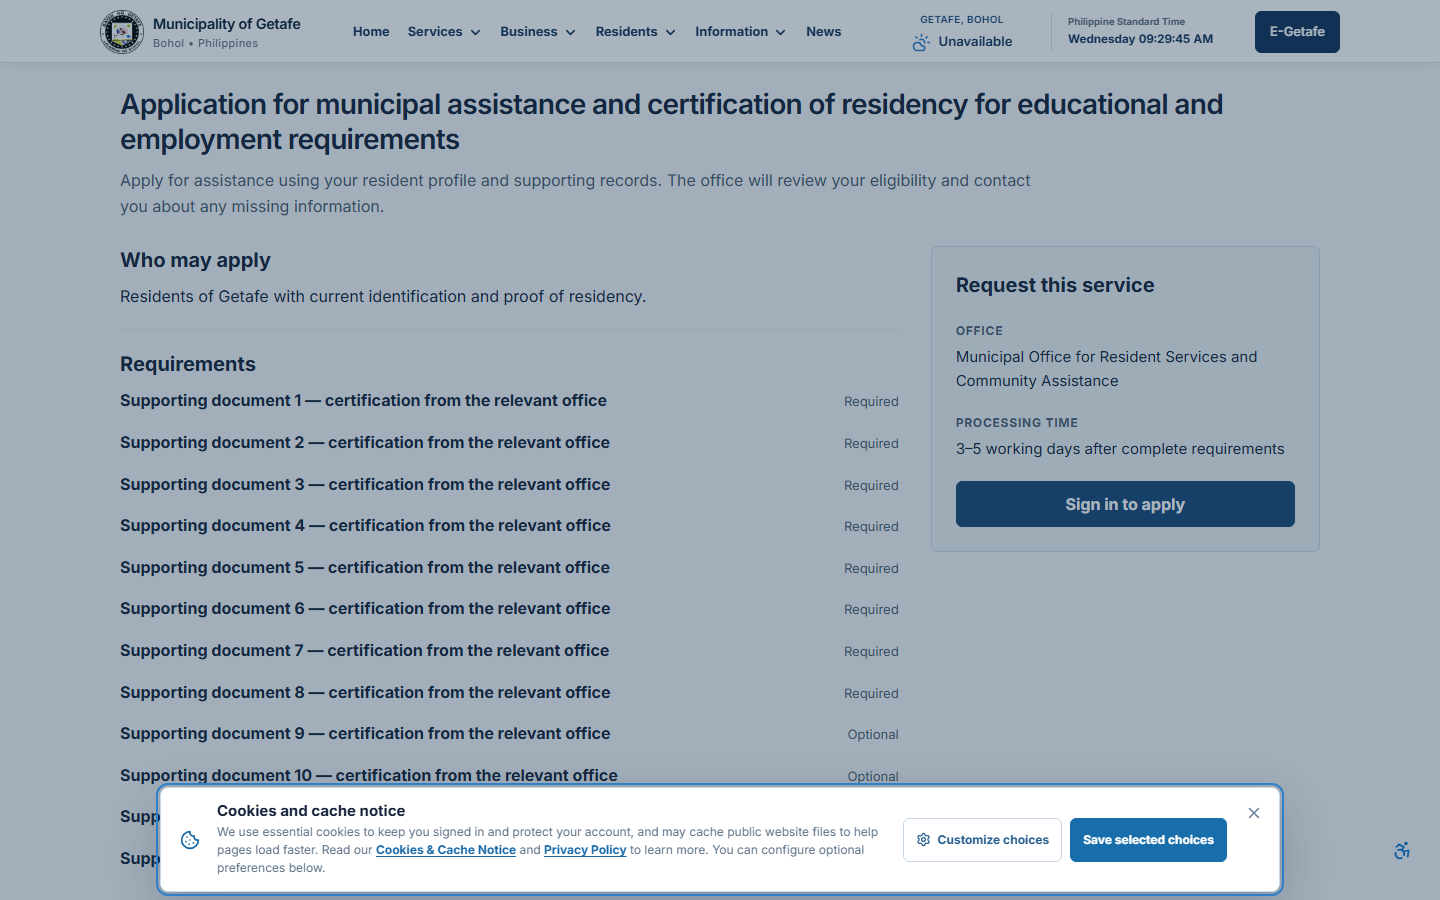 Municipality of Getafe
Bohol • Philippines
Home
Services
Business
Residents
Information
News
GETAFE, BOHOL
Unavailable
Philippine Standard Time
Wednesday 09:29:45 AM
E-Getafe
Application for municipal assistance and certification of residency for educational and
employment requirements
Apply for assistance using your resident profile and supporting records. The office will review your eligibility and contact
you about any missing information.
Who may apply
Residents of Getafe with current identification and proof of residency.
Requirements
Supporting document 1 — certification from the relevant office Required
Supporting document 2 — certification from the relevant office Required
Supporting document 3 — certification from the relevant office Required
Supporting document 4 — certification from the relevant office Required
Supporting document 5 — certification from the relevant office Required
Supporting document 6 — certification from the relevant office Required
Supporting document 7 — certification from the relevant office Required
Supporting document 8 — certification from the relevant office Required
Supporting document 9 — certification from the relevant office Optional
Supporting document 10 — certification from the relevant office Optional
Supp
Supp
Request this service
OFFICE
Municipal Office for Resident Services and
Community Assistance
PROCESSING TIME
3–5 working days after complete requirements
Sign in to apply
Cookies and cache notice
We use essential cookies to keep you signed in and protect your account, and may cache public website files to help
pages load faster. Read our Cookies & Cache Notice and Privacy Policy to learn more. You can configure optional
preferences below.
Customize choices
Save selected choices